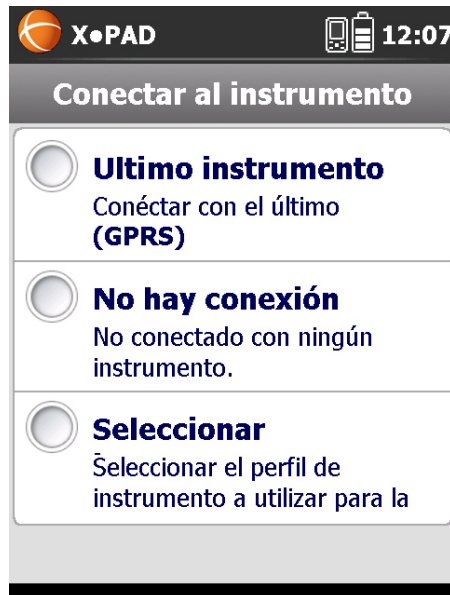 X•PAD
12:07
Conectar al instrumento
Ultimo instrumento
Conéctar con el último
(GPRS)
No hay conexión
No conectado con ningún
instrumento.
Seleccionar
Seleccionar el perfil de
instrumento a utilizar para la